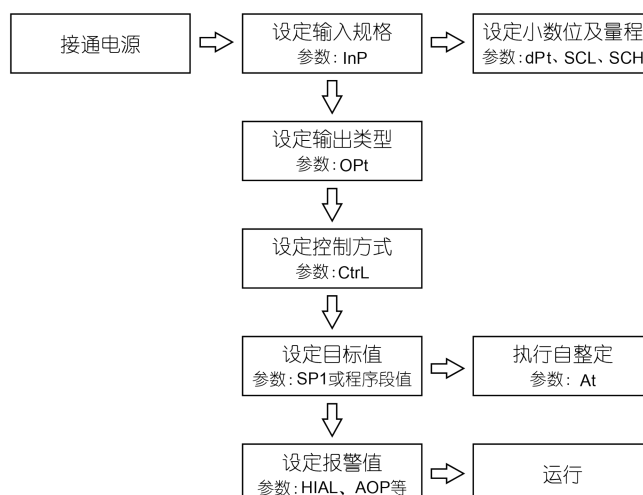 接通电源
设定输入规格
参数：InP
设定小数位及量程
参数：dPt、SCL、SCH
设定输出类型
参数：OPt
设定控制方式
参数：CtrL
设定目标值
参数：SP1或程序段值
执行自整定
参数： At
设定报警值
参数：HIAL、AOP等
运行